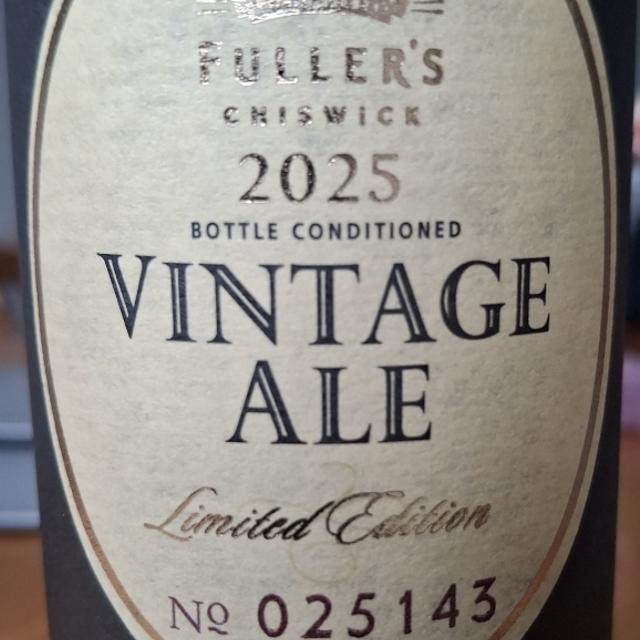 FULLER'S
CHISWICK
2025
BOTTLE CONDITIONED
VINTAGE
ALE
Limited Edition
Nº 025143